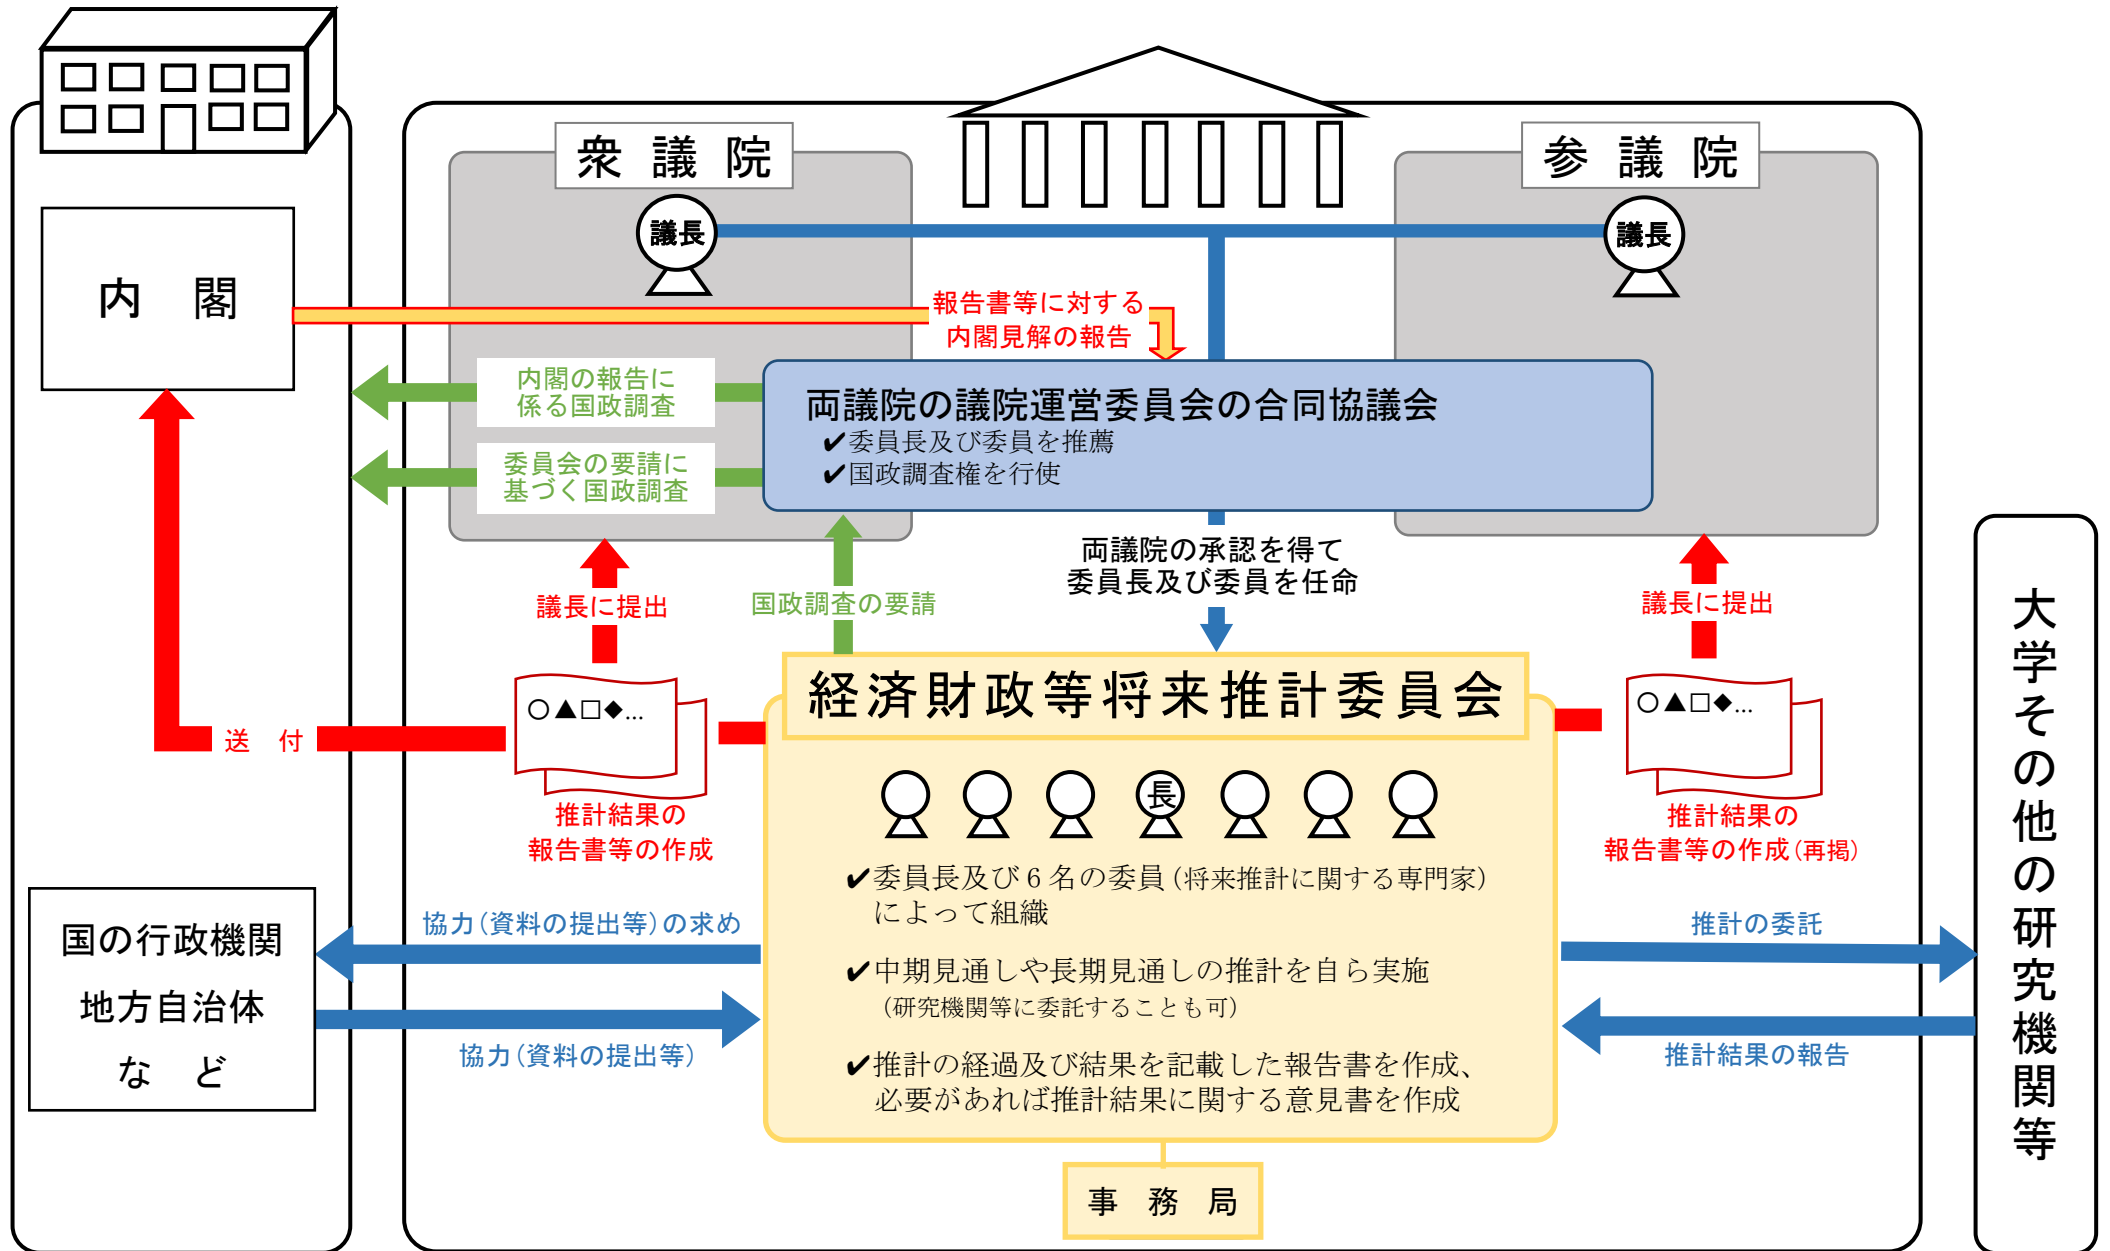 衆議院
参議院
議長
議長
内　閣
報告書等に対する
内閣見解の報告
内閣の報告に
係る国政調査
委員会の要請に
基づく国政調査
両議院の議院運営委員会の合同協議会
✔委員長及び委員を推薦
✔国政調査権を行使
両議院の承認を得て
委員長及び委員を任命
議長に提出
国政調査の要請
議長に提出
経済財政等将来推計委員会
○▲□◆…
○▲□◆…
送　付
推計結果の
報告書等の作成
推計結果の
報告書等の作成（再掲）
長
✔委員長及び６名の委員（将来推計に関する専門家）
によって組織
✔中期見通しや長期見通しの推計を自ら実施
（研究機関等に委託することも可）
✔推計の経過及び結果を記載した報告書を作成、
必要があれば推計結果に関する意見書を作成
国の行政機関
地方自治体
な　ど
協力（資料の提出等）の求め
協力（資料の提出等）
推計の委託
推計結果の報告
大学その他の研究機関等
事　務　局